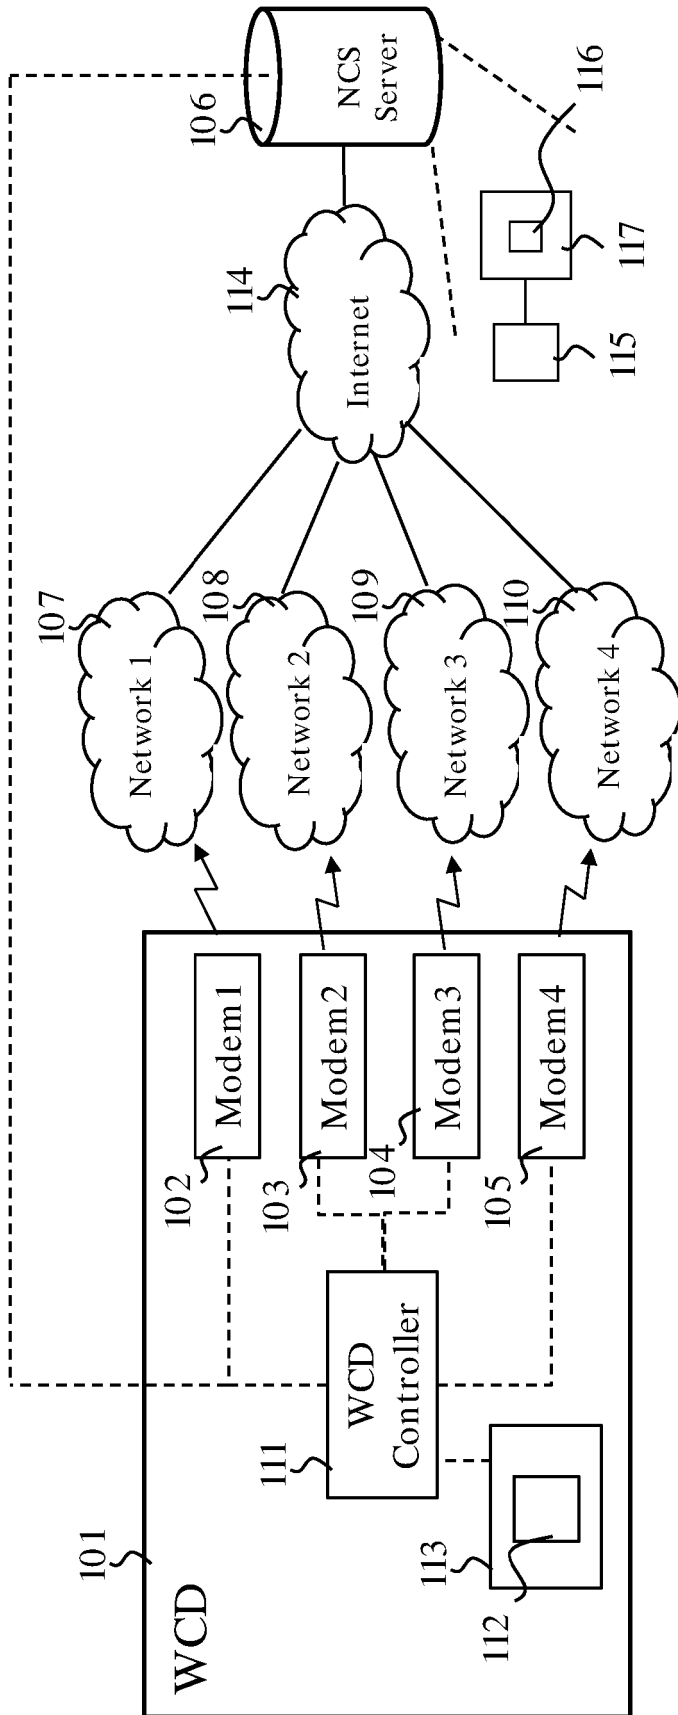 WCD
101
WCD
Controller
111
112
113
Modem1
102
Modem2
103
Modem3
104
Modem4
105
Network 1
107
Network 2
108
Network 3
109
Network 4
110
Internet
114
NCS
Server
106
115
117
116